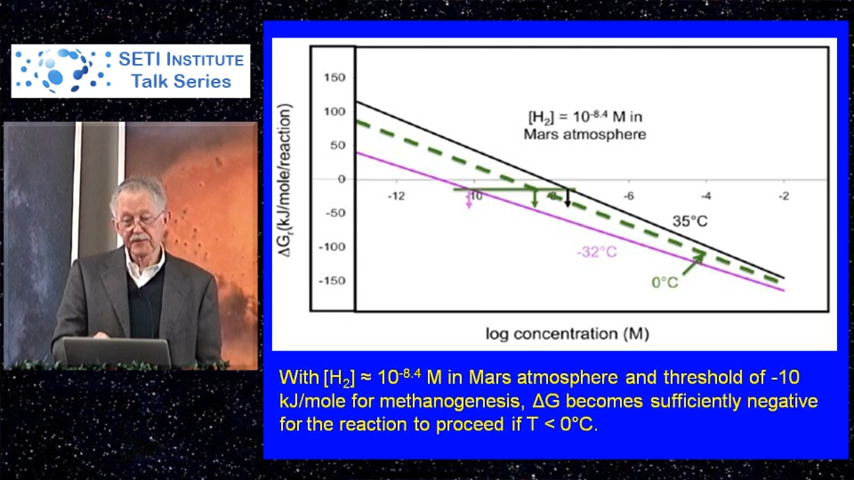 SETI INSTITUTE
Talk Series
ΔGr(kJ/mole/reaction)
150
100
50
0
-50
-100
-150
[H₂] = 10⁻⁸·⁴ M in
Mars atmosphere
-12
-10
-8
-6
-4
-2
35°C
-32°C
0°C
log concentration (M)
With [H₂] ≈ 10⁻⁸·⁴ M in Mars atmosphere and threshold of -10
kJ/mole for methanogenesis, ΔG becomes sufficiently negative
for the reaction to proceed if T < 0°C.